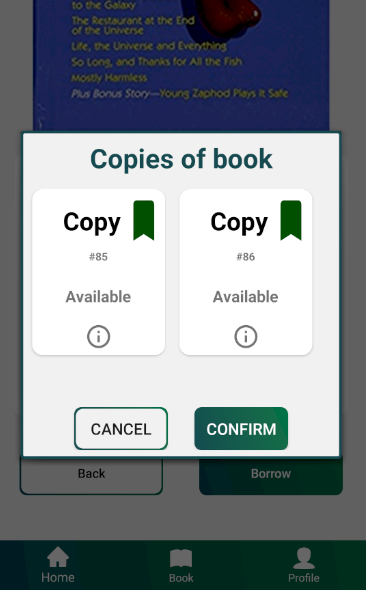 to the Galaxy
The Restaurant at the End
of the Universe
Life, the Universe and Everything
So Long, and Thanks for All the Fish
Mostly Harmless
Plus Bonus Story—Young Zaphod Plays It Safe
Copies of book
Copy
#85
Available
Copy
#86
Available
CANCEL
CONFIRM
Back
Borrow
Home
Book
Profile